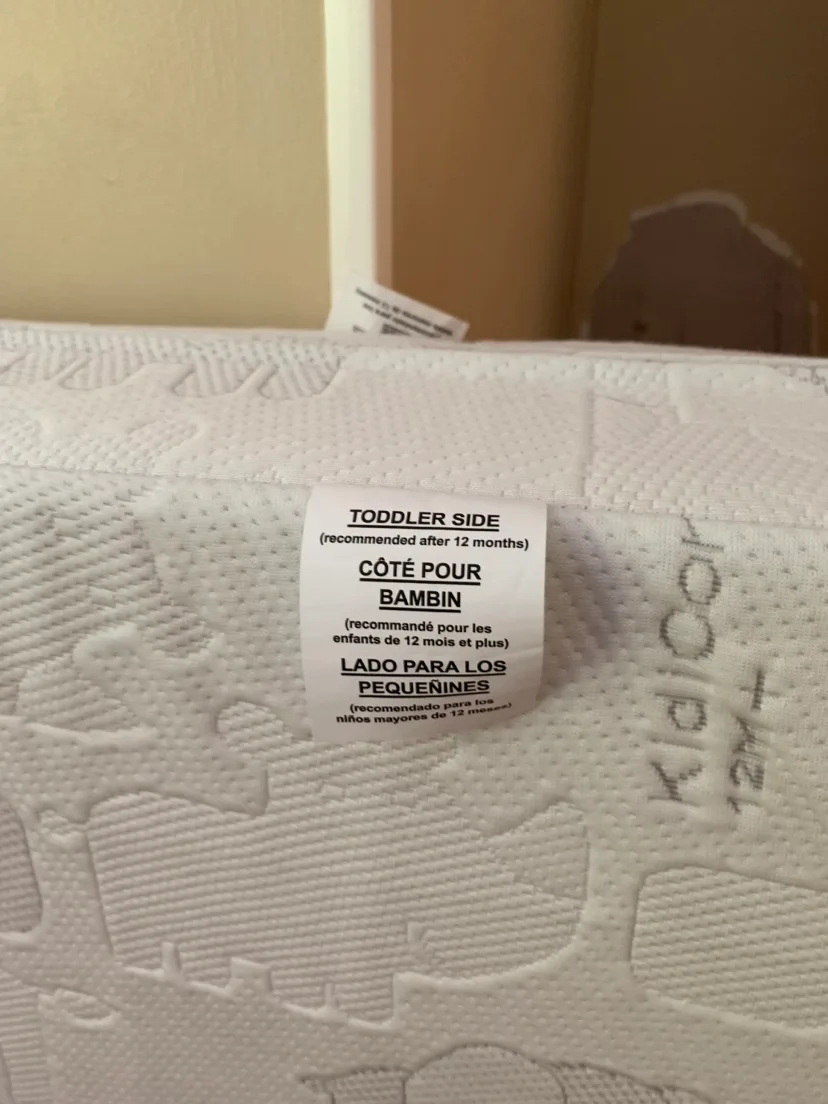 TODDLER SIDE
(recommended after 12 months)
CÔTÉ POUR
BAMBIN
(recommandé pour les
enfants de 12 mois et plus)
LADO PARA LOS
PEQUEÑINES
(recomendado para los
niños mayores de 12 meses)
12M+